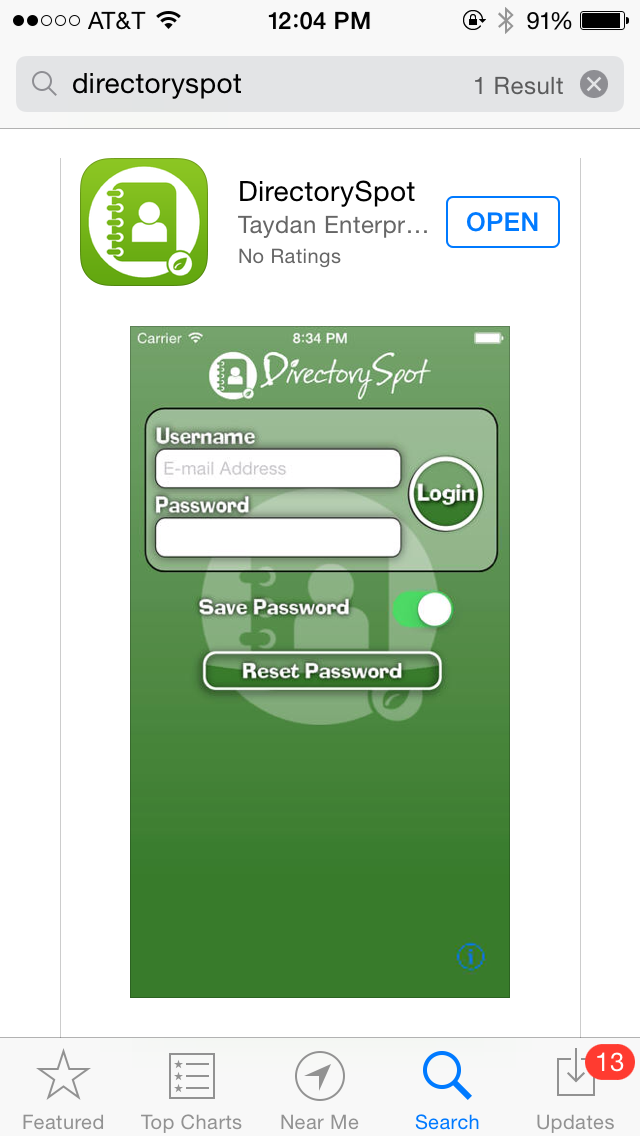 AT&T 12:04 PM 91%
directoryspot 1 Result
DirectorySpot
Taydan Enterpr...
No Ratings
OPEN
Carrier 8:34 PM
DirectorySpot
Username
E-mail Address
Login
Password
Save Password
Reset Password
i
13
Featured Top Charts Near Me Search Updates